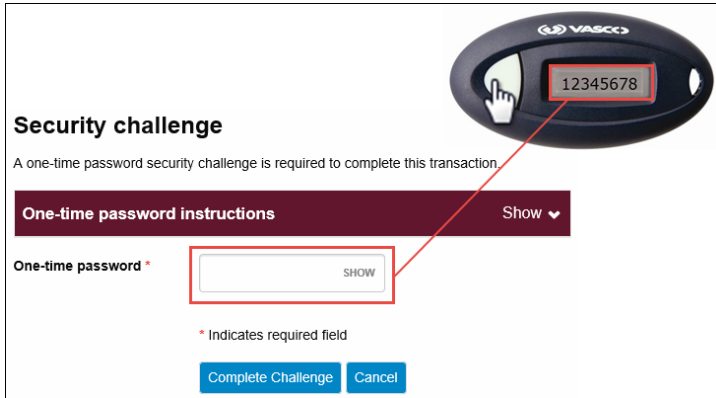 VASCO
12345678
Security challenge
A one-time password security challenge is required to complete this transaction.
One-time password instructions Show
One-time password * SHOW
* Indicates required field
Complete Challenge Cancel